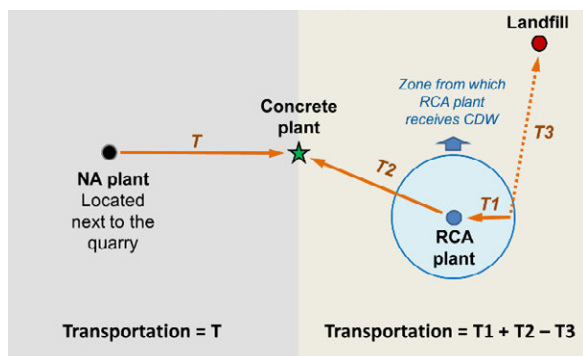 Landfill
Zone from which
RCA plant
receives CDW
T3
Concrete
plant
T
T2
NA plant
Located
next to the
quarry
T1
RCA
plant
Transportation = T
Transportation = T1 + T2 – T3